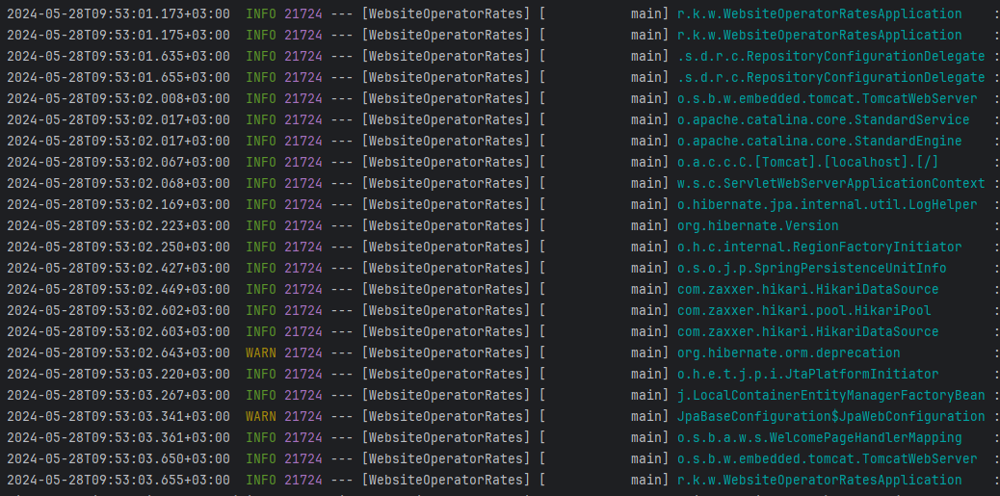 2024-05-28T09:53:01.173+03:00  INFO 21724 --- [WebsiteOperatorRates] [           main] r.k.w.WebsiteOperatorRatesApplication    :
2024-05-28T09:53:01.175+03:00  INFO 21724 --- [WebsiteOperatorRates] [           main] r.k.w.WebsiteOperatorRatesApplication    :
2024-05-28T09:53:01.635+03:00  INFO 21724 --- [WebsiteOperatorRates] [           main] .s.d.r.c.RepositoryConfigurationDelegate :
2024-05-28T09:53:01.655+03:00  INFO 21724 --- [WebsiteOperatorRates] [           main] .s.d.r.c.RepositoryConfigurationDelegate :
2024-05-28T09:53:02.008+03:00  INFO 21724 --- [WebsiteOperatorRates] [           main] o.s.b.w.embedded.tomcat.TomcatWebServer  :
2024-05-28T09:53:02.017+03:00  INFO 21724 --- [WebsiteOperatorRates] [           main] o.apache.catalina.core.StandardService   :
2024-05-28T09:53:02.017+03:00  INFO 21724 --- [WebsiteOperatorRates] [           main] o.apache.catalina.core.StandardEngine    :
2024-05-28T09:53:02.067+03:00  INFO 21724 --- [WebsiteOperatorRates] [           main] o.a.c.c.C.[Tomcat].[localhost].[/]       :
2024-05-28T09:53:02.068+03:00  INFO 21724 --- [WebsiteOperatorRates] [           main] w.s.c.ServletWebServerApplicationContext :
2024-05-28T09:53:02.169+03:00  INFO 21724 --- [WebsiteOperatorRates] [           main] o.hibernate.jpa.internal.util.LogHelper  :
2024-05-28T09:53:02.223+03:00  INFO 21724 --- [WebsiteOperatorRates] [           main] org.hibernate.Version                    :
2024-05-28T09:53:02.250+03:00  INFO 21724 --- [WebsiteOperatorRates] [           main] o.h.c.internal.RegionFactoryInitiator    :
2024-05-28T09:53:02.427+03:00  INFO 21724 --- [WebsiteOperatorRates] [           main] o.s.o.j.p.SpringPersistenceUnitInfo      :
2024-05-28T09:53:02.449+03:00  INFO 21724 --- [WebsiteOperatorRates] [           main] com.zaxxer.hikari.HikariDataSource       :
2024-05-28T09:53:02.602+03:00  INFO 21724 --- [WebsiteOperatorRates] [           main] com.zaxxer.hikari.pool.HikariPool        :
2024-05-28T09:53:02.603+03:00  INFO 21724 --- [WebsiteOperatorRates] [           main] com.zaxxer.hikari.HikariDataSource       :
2024-05-28T09:53:02.643+03:00  WARN 21724 --- [WebsiteOperatorRates] [           main] org.hibernate.orm.deprecation            :
2024-05-28T09:53:03.220+03:00  INFO 21724 --- [WebsiteOperatorRates] [           main] o.h.e.t.j.p.i.JtaPlatformInitiator       :
2024-05-28T09:53:03.267+03:00  INFO 21724 --- [WebsiteOperatorRates] [           main] j.LocalContainerEntityManagerFactoryBean :
2024-05-28T09:53:03.341+03:00  WARN 21724 --- [WebsiteOperatorRates] [           main] JpaBaseConfiguration$JpaWebConfiguration :
2024-05-28T09:53:03.361+03:00  INFO 21724 --- [WebsiteOperatorRates] [           main] o.s.b.a.w.s.WelcomePageHandlerMapping    :
2024-05-28T09:53:03.650+03:00  INFO 21724 --- [WebsiteOperatorRates] [           main] o.s.b.w.embedded.tomcat.TomcatWebServer  :
2024-05-28T09:53:03.655+03:00  INFO 21724 --- [WebsiteOperatorRates] [           main] r.k.w.WebsiteOperatorRatesApplication    :